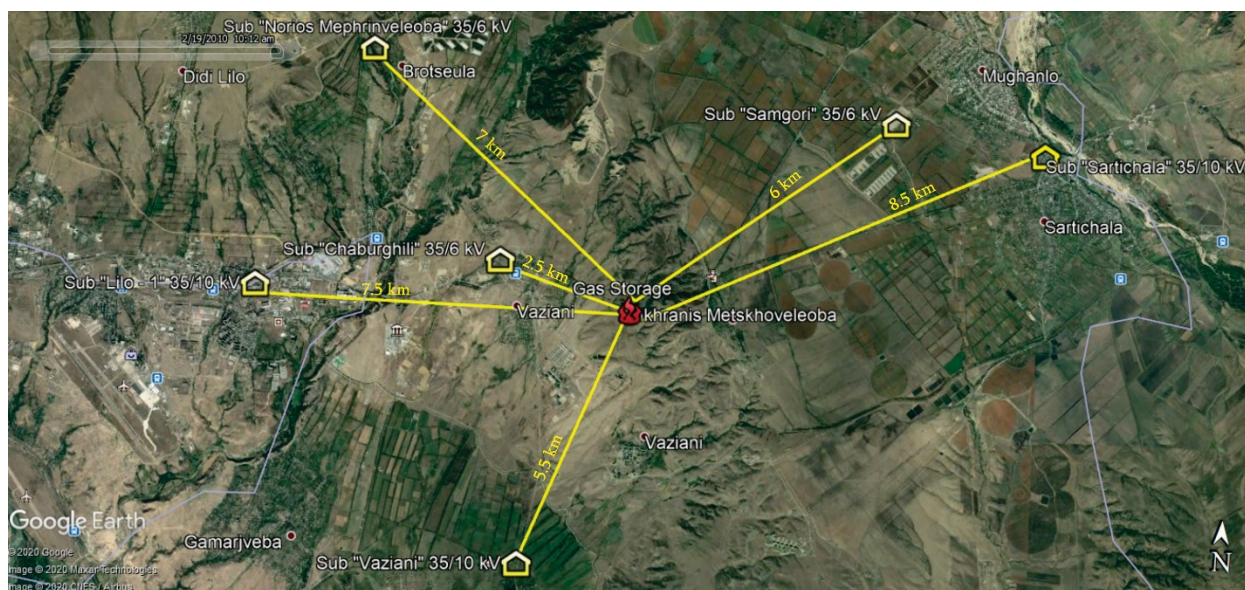 Sub "Norios Mephrinveleoba" 35/6 kV
2/19/2010 10:12 am
Didi Lilo
Brotseula
Mughanlo
Sub "Samgori" 35/6 kV
7 km
6 km
8.5 km
Sub "Sartichala" 35/10 kV
Sartichala
Sub "Chaburghili" 35/6 kV
2.5 km
Sub "Lilo - 1" 35/10 kV
7.5 km
Gas Storage
Vaziani
khranis Metskhoveleoba
Vaziani
5.5 km
Google Earth
Gamarjveba
Sub "Vaziani" 35/10 kV
© 2020 Google
Image © 2020 Maxar Technologies
Image © 2020 CNES / Airbus
N